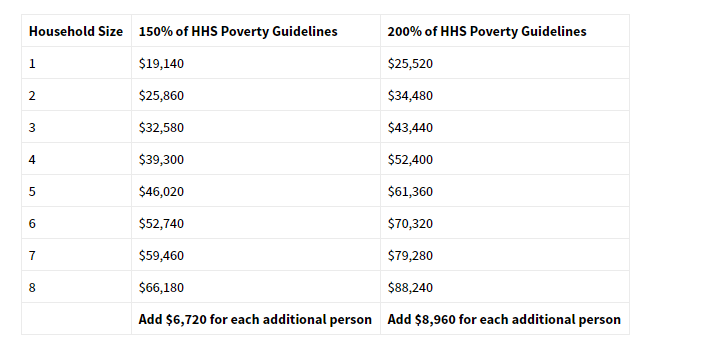 Household Size 150% of HHS Poverty Guidelines 200% of HHS Poverty Guidelines
1 $19,140 $25,520
2 $25,860 $34,480
3 $32,580 $43,440
4 $39,300 $52,400
5 $46,020 $61,360
6 $52,740 $70,320
7 $59,460 $79,280
8 $66,180 $88,240
Add $6,720 for each additional person Add $8,960 for each additional person